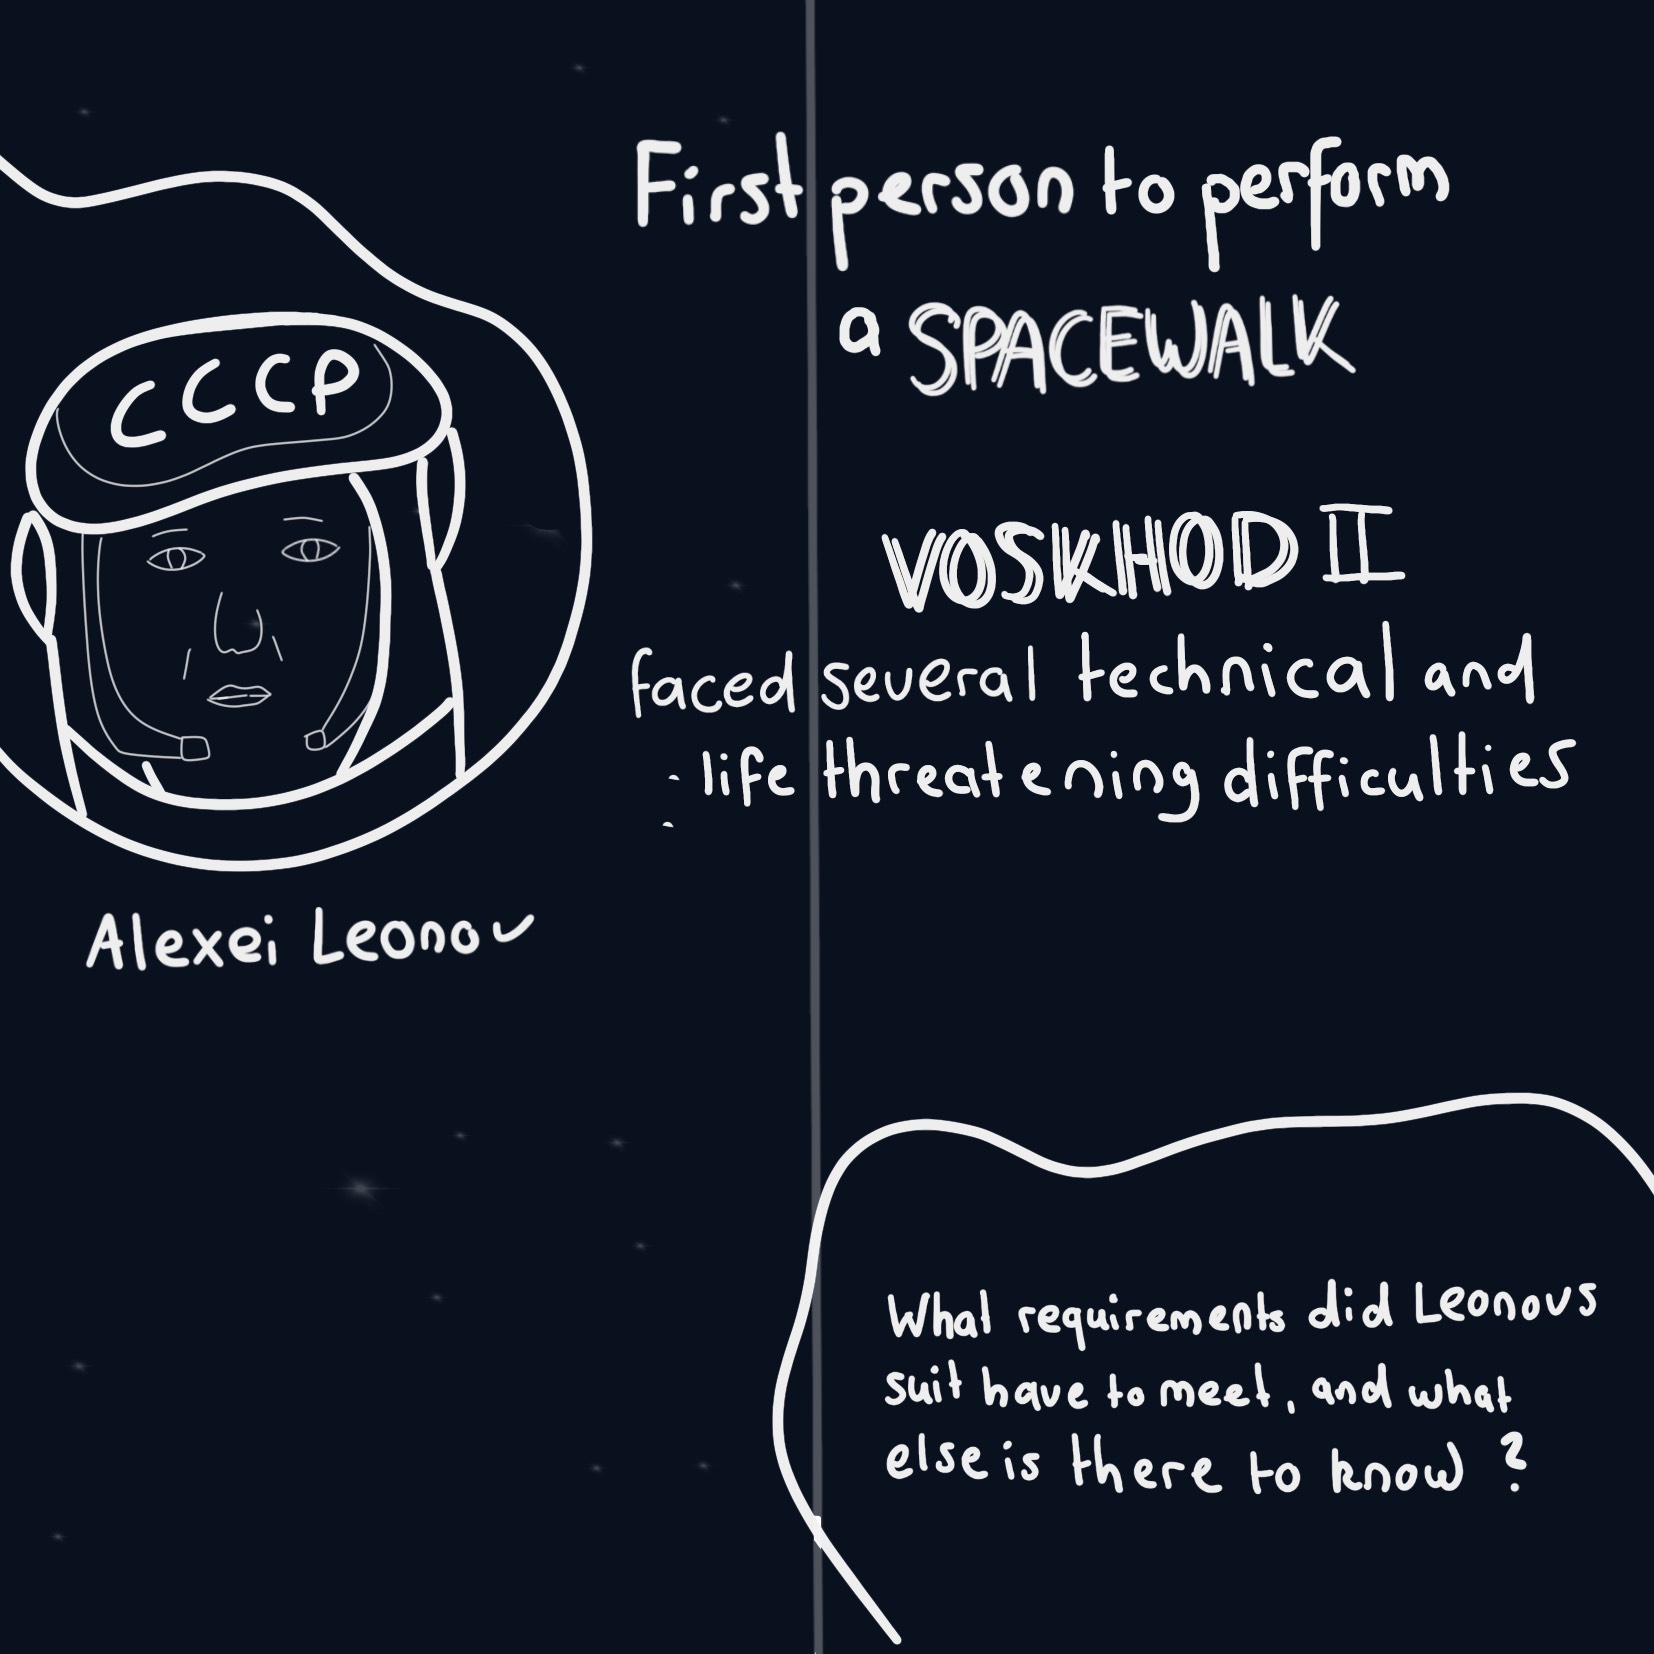 First person to perform
a SPACEWALK
CCCP
VOSKHOD II
faced several technical and
life threatening difficulties
Alexei Leonov
What requirements did Leonovs
suit have to meet, and what
else is there to know ?